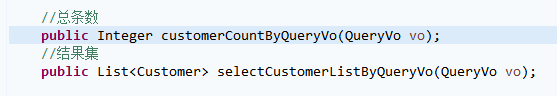 //总条数
public Integer customerCountByQueryVo(QueryVo vo);
//结果集
public List<Customer> selectCustomerListByQueryVo(QueryVo vo);